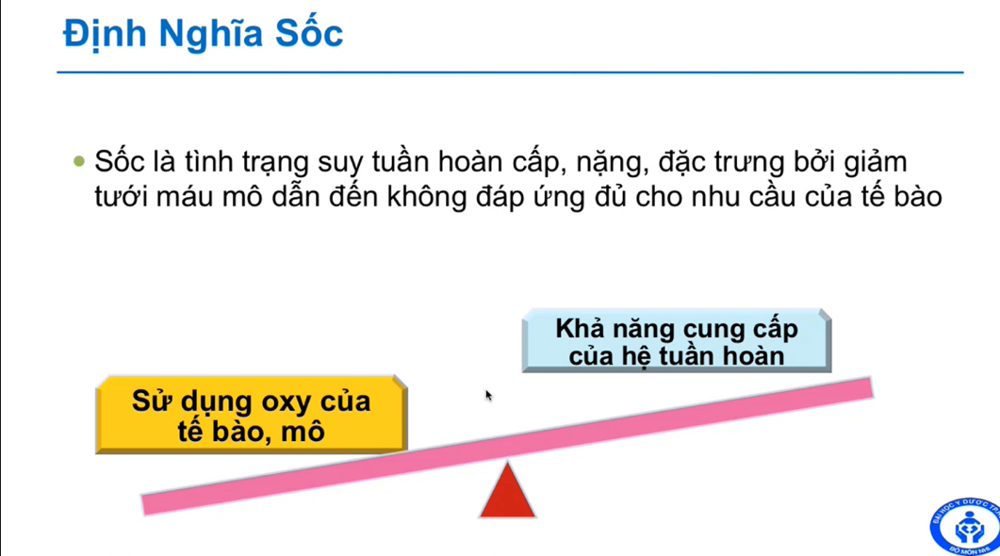 Định Nghĩa Sốc
Sốc là tình trạng suy tuần hoàn cấp, nặng, đặc trưng bởi giảm
tưới máu mô dẫn đến không đáp ứng đủ cho nhu cầu của tế bào
Khả năng cung cấp
của hệ tuần hoàn
Sử dụng oxy của
tế bào, mô
ĐẠI HỌC Y DƯỢC
BỘ MÔN NHI